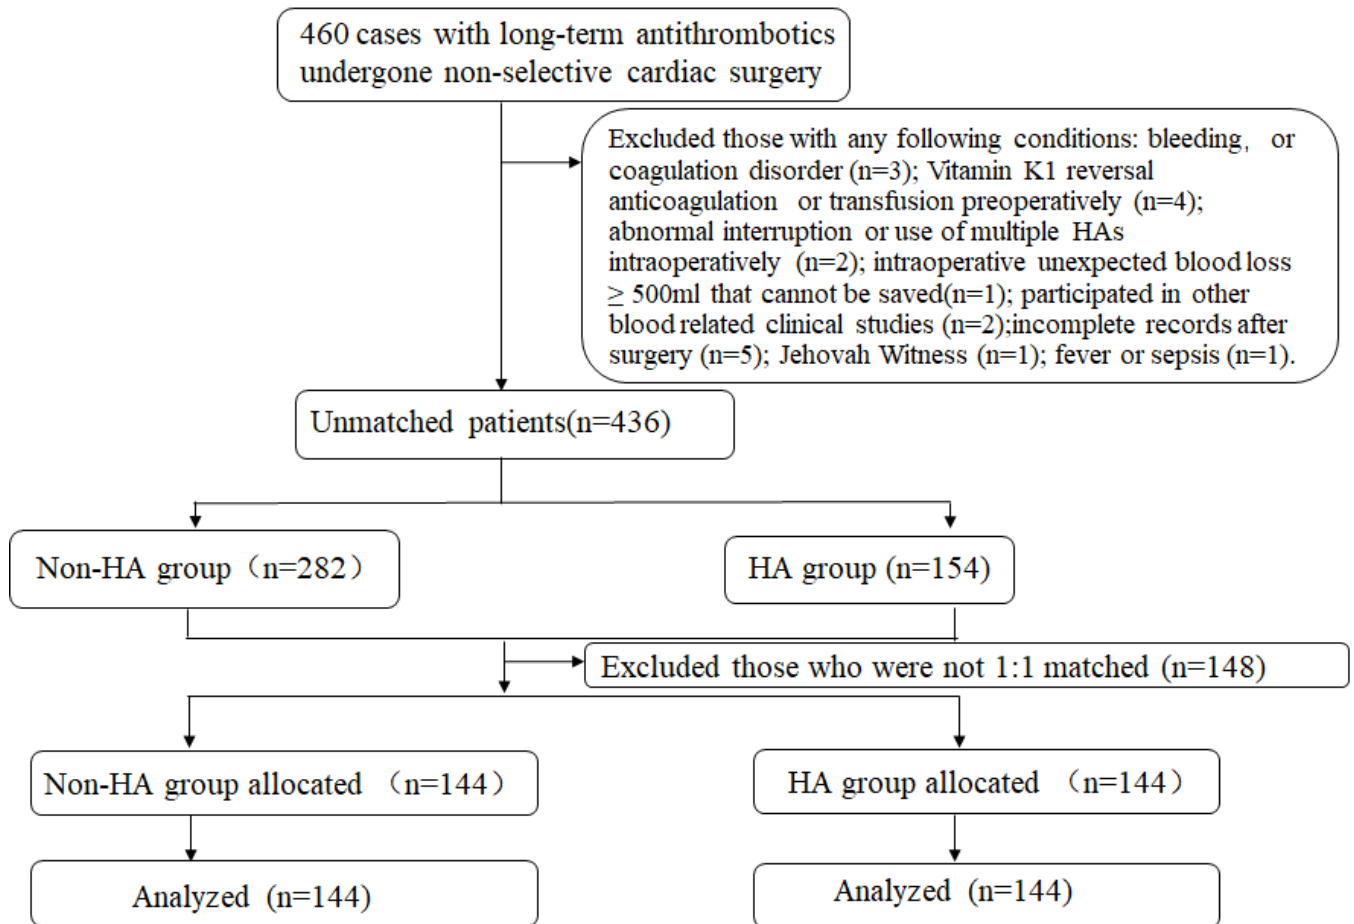 460 cases with long-term antithrombotics
undergone non-selective cardiac surgery
Excluded those with any following conditions: bleeding, or
coagulation disorder (n=3); Vitamin K1 reversal
anticoagulation or transfusion preoperatively (n=4);
abnormal interruption or use of multiple HAs
intraoperatively (n=2); intraoperative unexpected blood loss
≥ 500ml that cannot be saved(n=1); participated in other
blood related clinical studies (n=2);incomplete records after
surgery (n=5); Jehovah Witness (n=1); fever or sepsis (n=1).
Unmatched patients(n=436)
Non-HA group（n=282）
HA group (n=154)
Excluded those who were not 1:1 matched (n=148)
Non-HA group allocated （n=144）
HA group allocated （n=144）
Analyzed (n=144)
Analyzed (n=144)